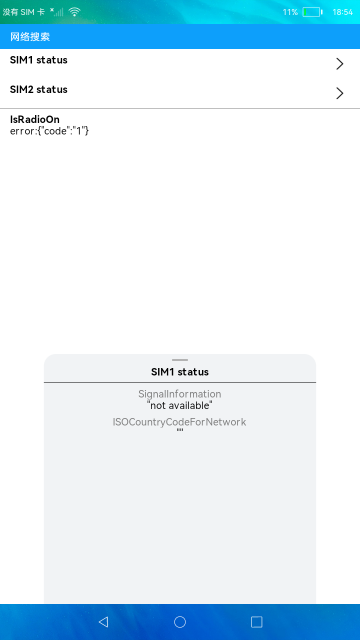 没有 SIM 卡
11%
18:54
网络搜索
SIM1 status
SIM2 status
IsRadioOn
error:{"code":"1"}
SIM1 status
SignalInformation
"not available"
ISOCountryCodeForNetwork
""